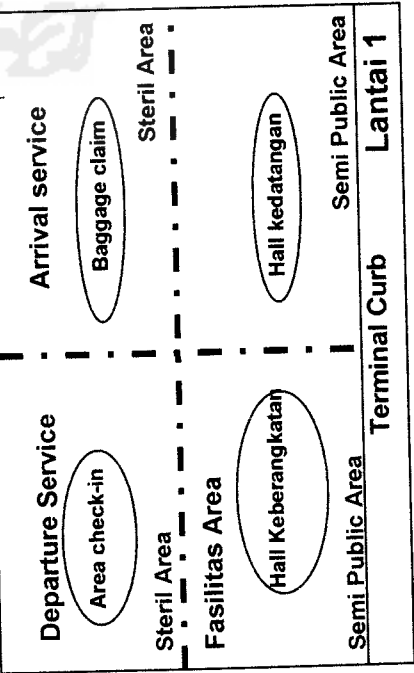 Departure Service
Area check-in
Steril Area
Arrival service
Baggage claim
Steril Area
Fasilitas Area
Hall Keberangkatan
Semi Public Area
Hall kedatangan
Semi Public Area
Terminal Curb
Lantai 1